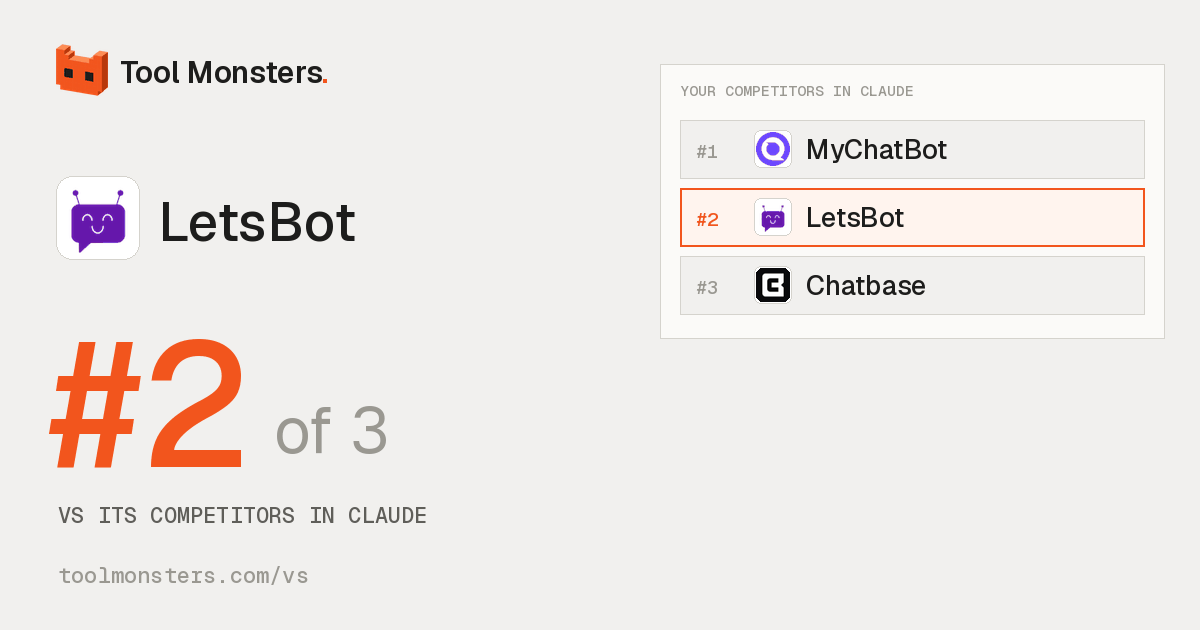 Tool Monsters.
LetsBot
#2 of 3
VS ITS COMPETITORS IN CLAUDE
toolmonsters.com/vs
YOUR COMPETITORS IN CLAUDE
#1 MyChatBot
#2 LetsBot
#3 Chatbase